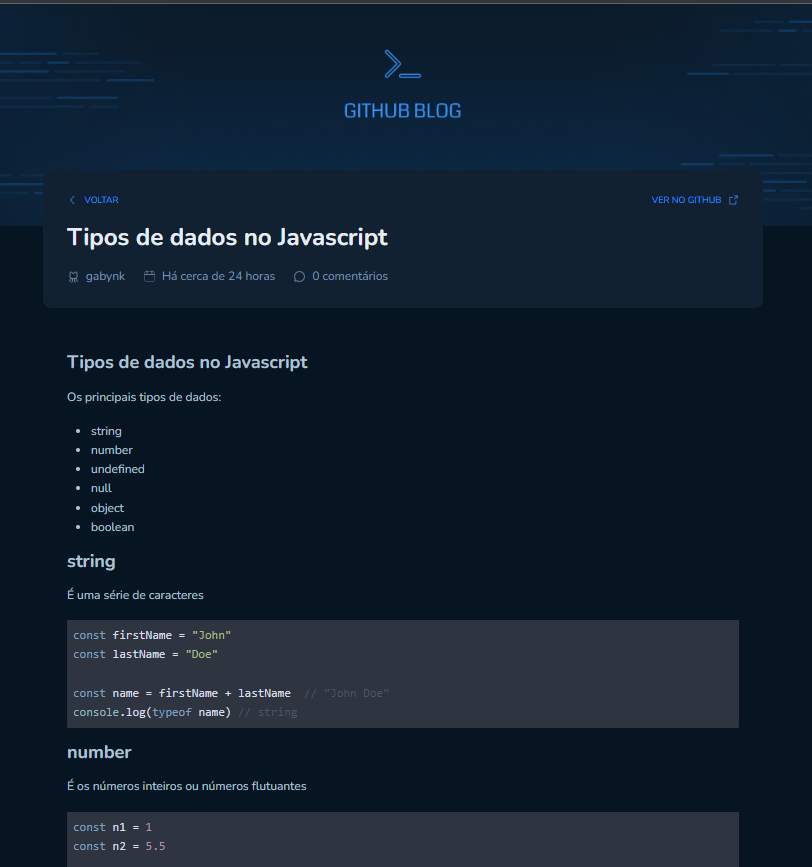 GITHUB BLOG
VOLTAR
VER NO GITHUB
Tipos de dados no Javascript
gabynk Há cerca de 24 horas 0 comentários
Tipos de dados no Javascript
Os principais tipos de dados:
string
number
undefined
null
object
boolean
string
É uma série de caracteres
const firstName = "John"
const lastName = "Doe"
const name = firstName + lastName // "John Doe"
console.log(typeof name) // string
number
É os números inteiros ou números flutuantes
const n1 = 1
const n2 = 5.5